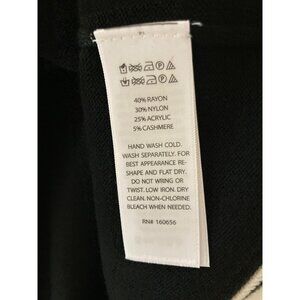 40% RAYON
30% NYLON
25% ACRYLIC
5% CASHMERE
HAND WASH COLD.
WASH SEPARATELY. FOR
BEST APPEARANCE RE-
SHAPE AND FLAT DRY.
DO NOT WRING OR
TWIST. LOW IRON. DRY
CLEAN. NON-CHLORINE
BLEACH WHEN NEEDED.
RN# 160656